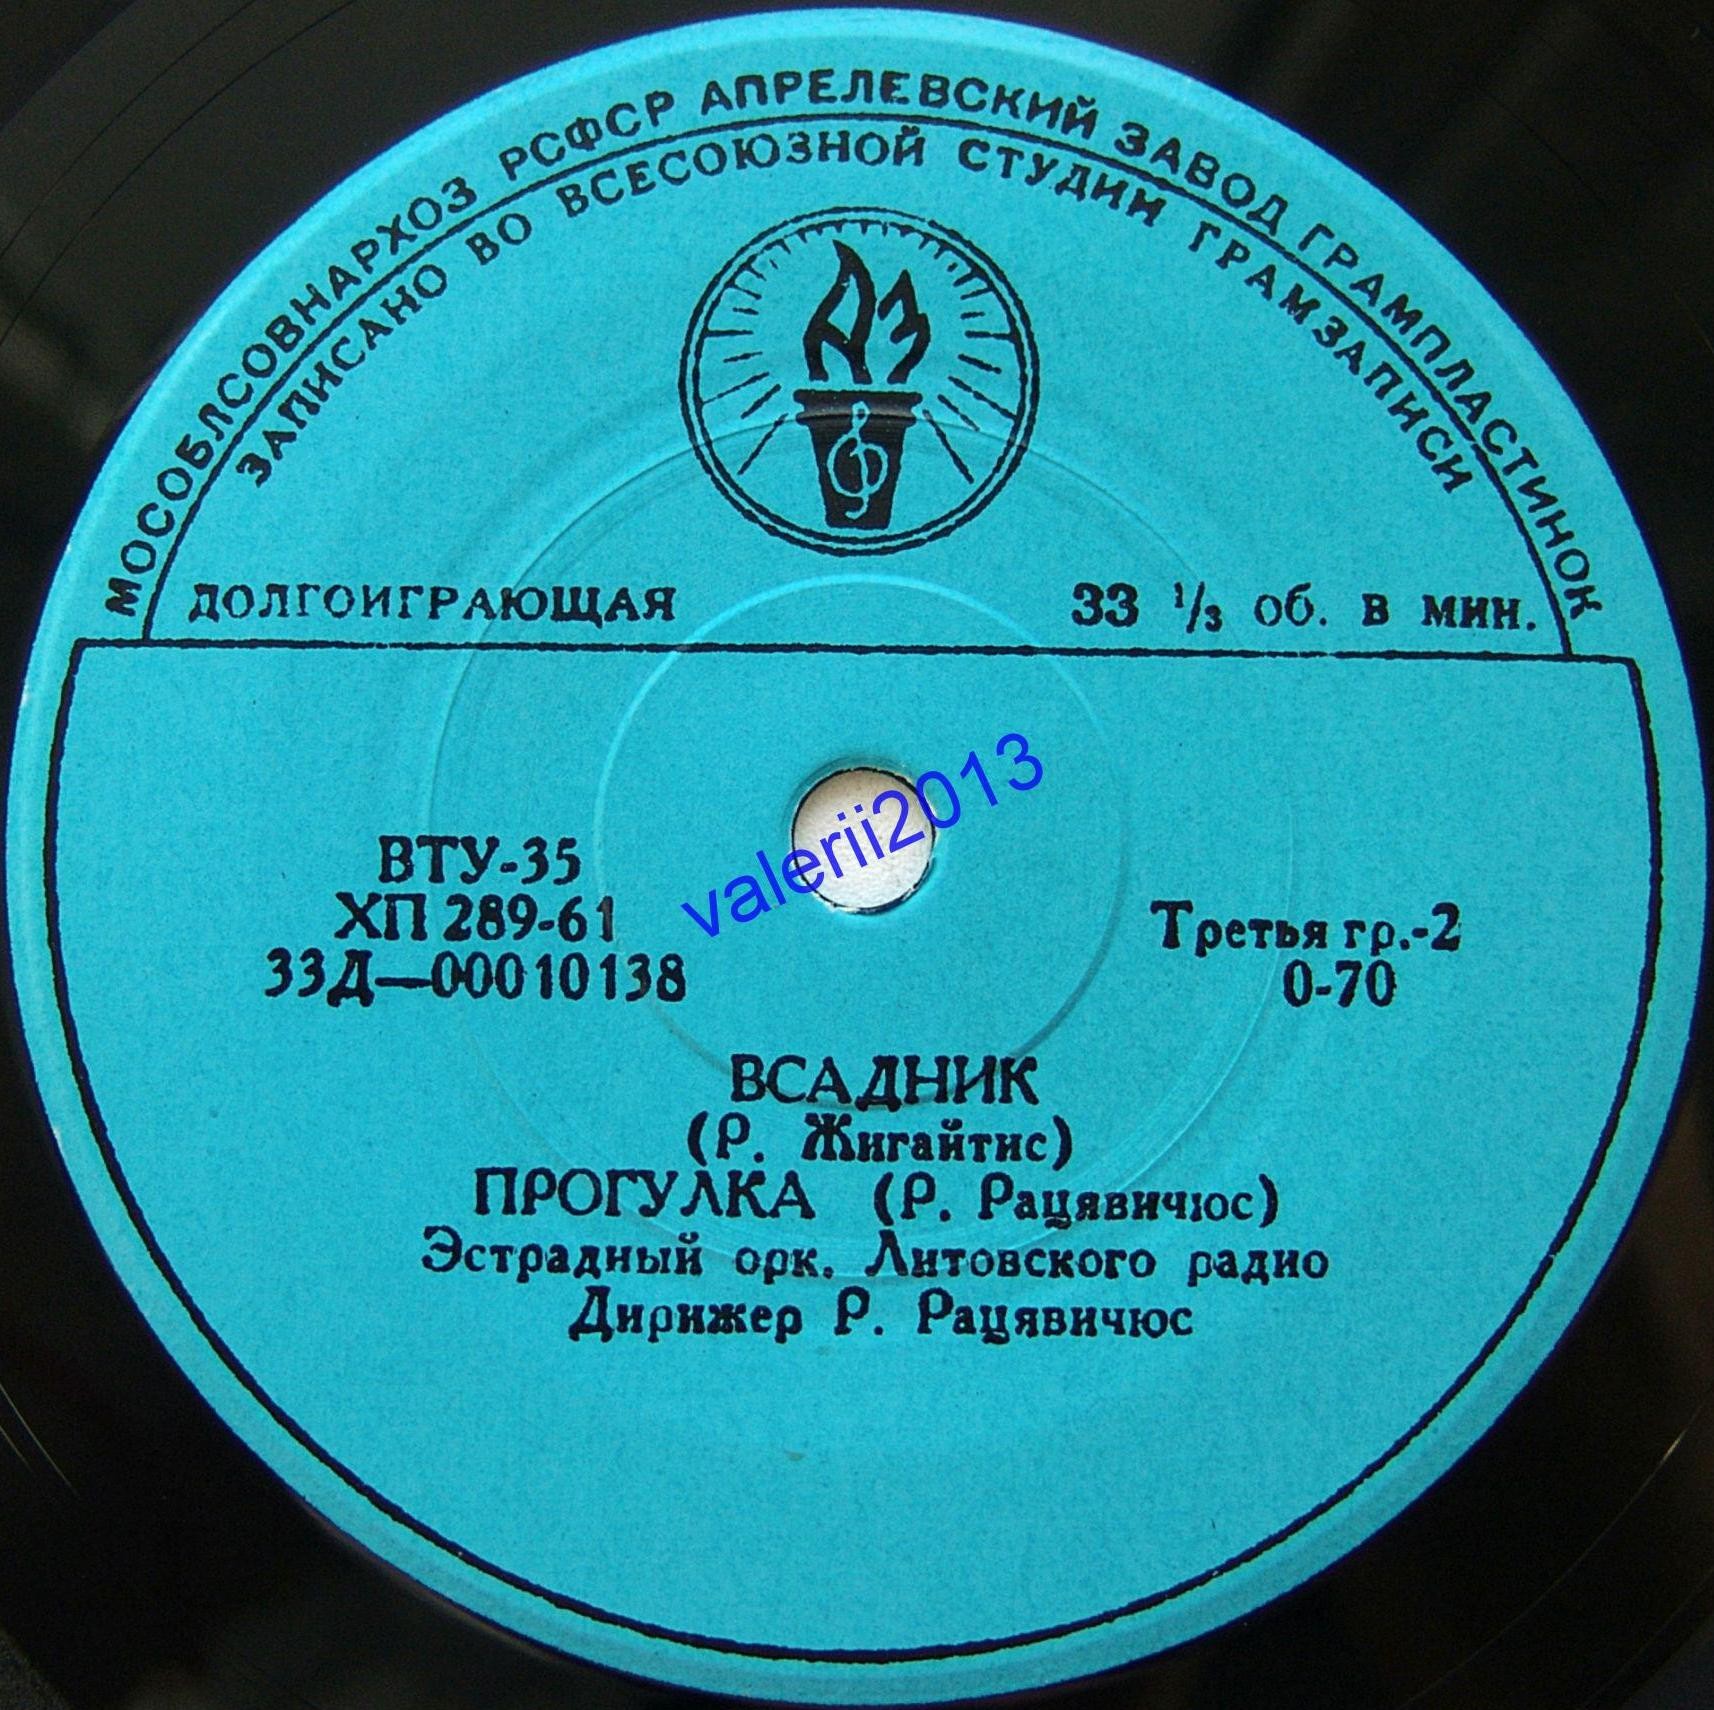 МОСОБЛСОВНАРХОЗ РСФСР АПРЕЛЕВСКИЙ ЗАВОД ГРАМПЛАСТИНОК
ЗАПИСАНО ВО ВСЕСОЮЗНОЙ СТУДИИ ГРАМЗАПИСИ
АЗ
ДОЛГОИГРАЮЩАЯ 33 1/3 об. в мин.
valerii2013
ВТУ-35
ХП 289-61 Третья гр.-2
33Д—00010138 0-70
ВСАДНИК
(Р. Жигайтис)
ПРОГУЛКА (Р. Рацявичюс)
Эстрадный орк. Литовского радио
Дирижер Р. Рацявичюс